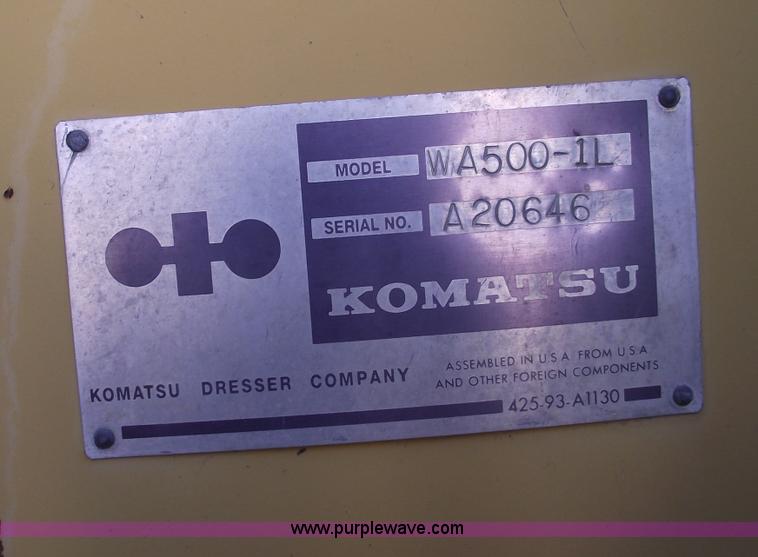 MODEL WA500-1L
SERIAL NO. A20646
KOMATSU
KOMATSU DRESSER COMPANY
ASSEMBLED IN U.S.A FROM U.S.A
AND OTHER FOREIGN COMPONENTS
425-93-A1130
www.purplewave.com